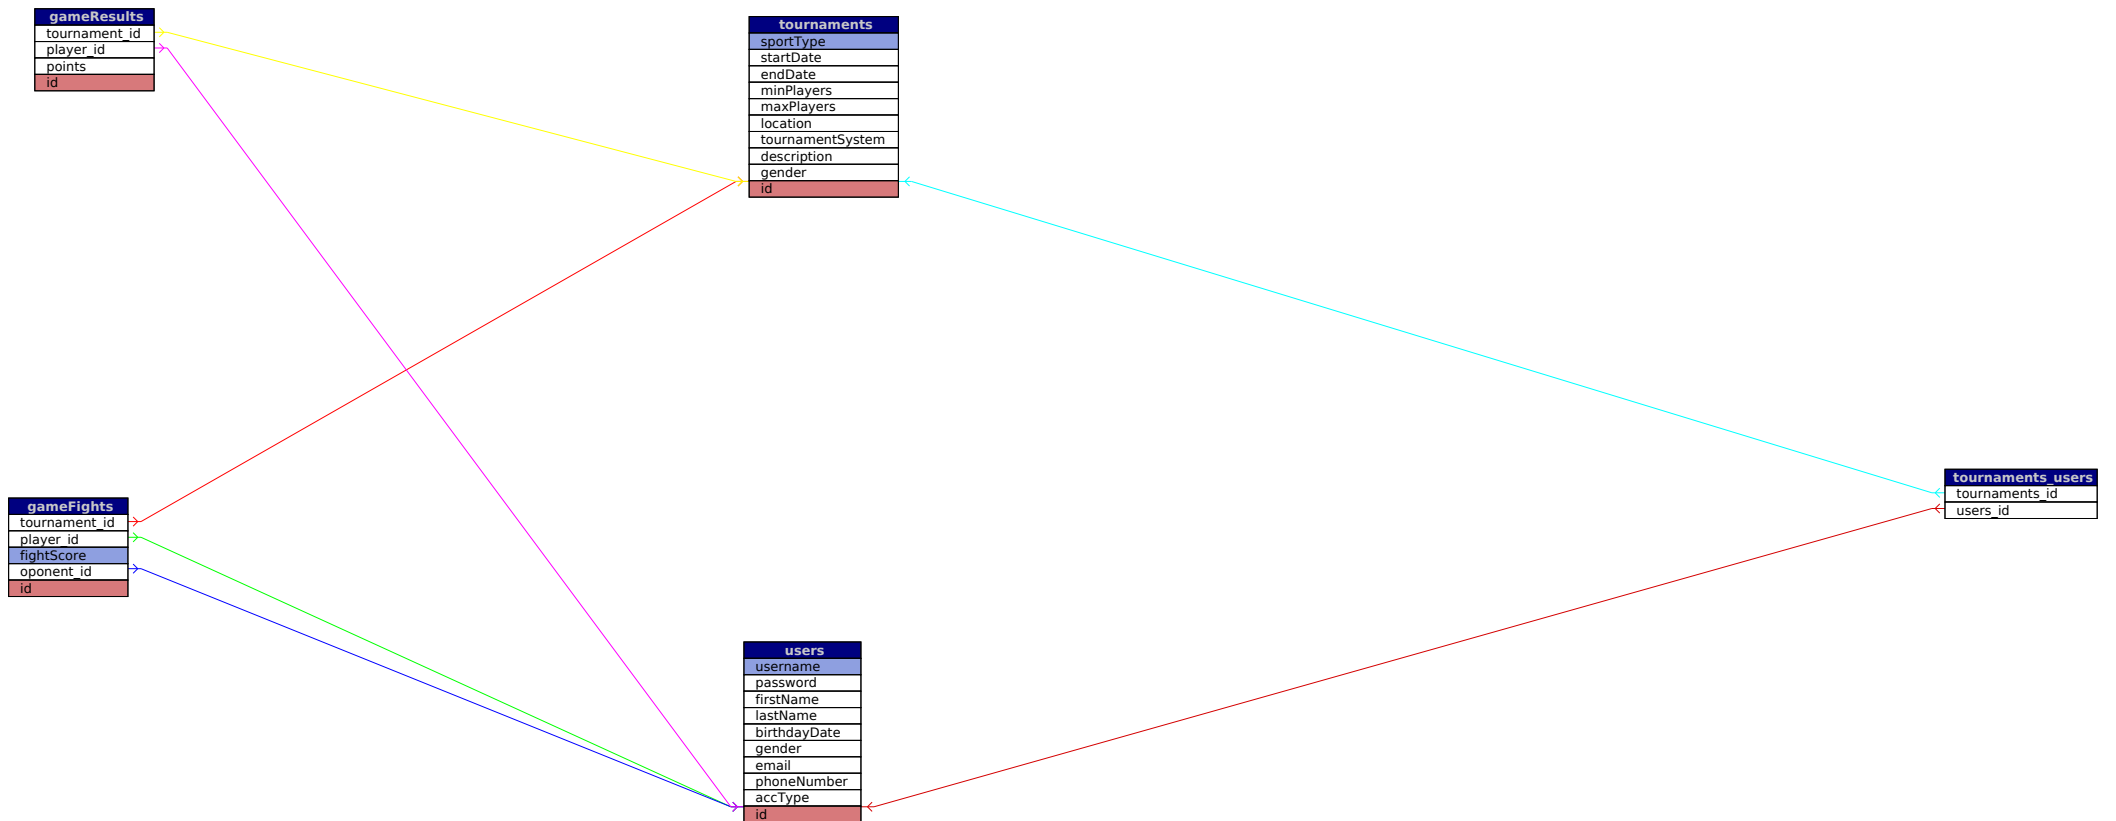 gameResults
tournament_id
player_id
points
id
tournaments
sportType
startDate
endDate
minPlayers
maxPlayers
location
tournamentSystem
description
gender
id
tournaments_users
tournaments_id
users_id
gameFights
tournament_id
player_id
fightScore
oponent_id
id
users
username
password
firstName
lastName
birthdayDate
gender
email
phoneNumber
accType
id